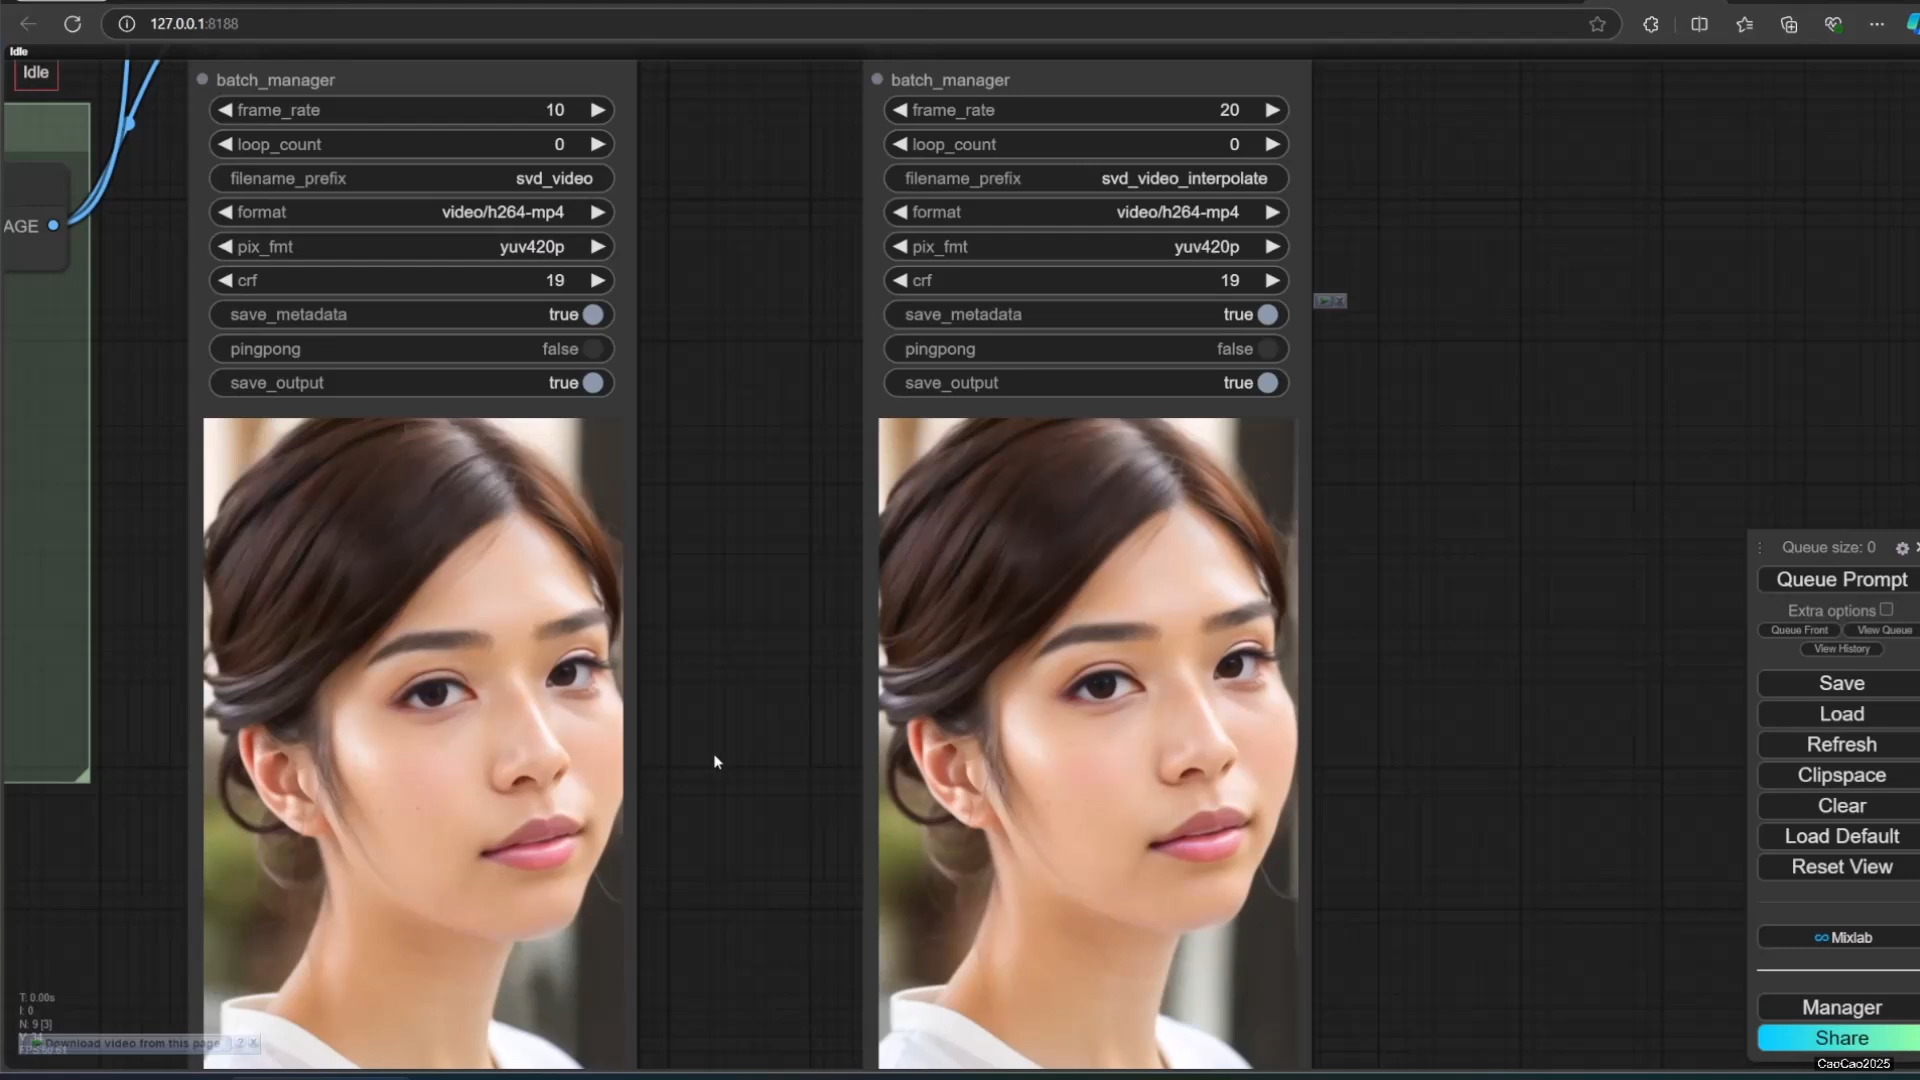 127.0.0.1:8188
Idle
Idle
AGE
batch_manager
frame_rate 10
loop_count 0
filename_prefix svd_video
format video/h264-mp4
pix_fmt yuv420p
crf 19
save_metadata true
pingpong false
save_output true
batch_manager
frame_rate 20
loop_count 0
filename_prefix svd_video_interpolate
format video/h264-mp4
pix_fmt yuv420p
crf 19
save_metadata true
pingpong false
save_output true
Queue size: 0
Queue Prompt
Extra options
Queue Front View Queue
View History
Save
Load
Refresh
Clipspace
Clear
Load Default
Reset View
Mixlab
Manager
Share
CaoCao2025
T: 0.00s
I: 0
N: 9 [3]
Download video from this page ? X